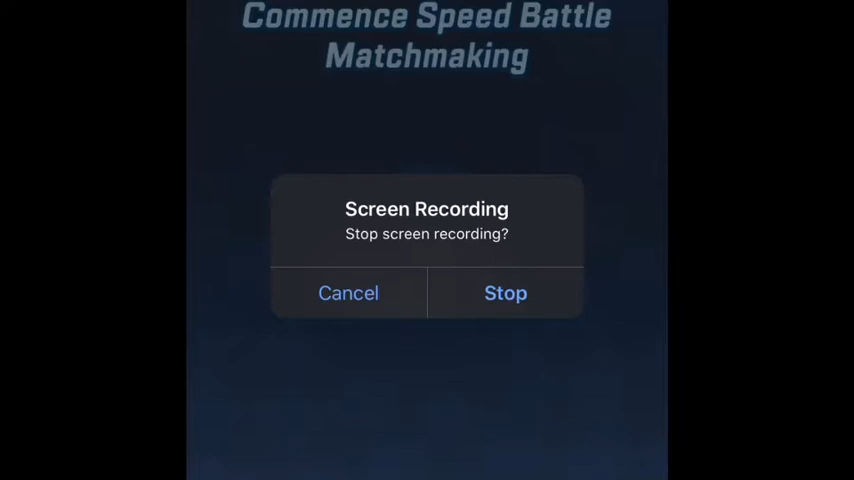 Commence Speed Battle
Matchmaking
Screen Recording
Stop screen recording?
Cancel
Stop